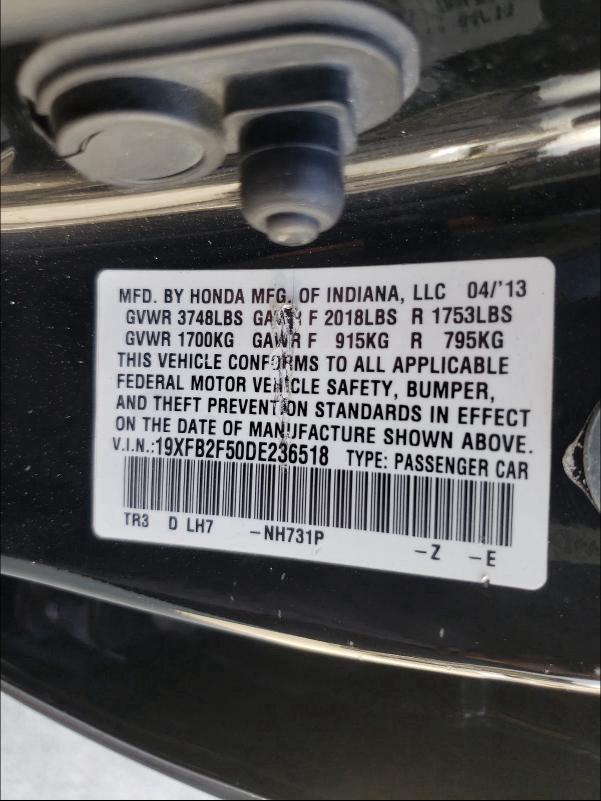 MFD. BY HONDA MFG. OF INDIANA, LLC 04/'13
GVWR 3748LBS GAWR F 2018LBS R 1753LBS
GVWR 1700KG GAWR F 915KG R 795KG
THIS VEHICLE CONFORMS TO ALL APPLICABLE
FEDERAL MOTOR VEHICLE SAFETY, BUMPER,
AND THEFT PREVENTION STANDARDS IN EFFECT
ON THE DATE OF MANUFACTURE SHOWN ABOVE.
V.I.N.:19XFB2F50DE236518 TYPE: PASSENGER CAR
TR3 D LH7 -NH731P -Z -E